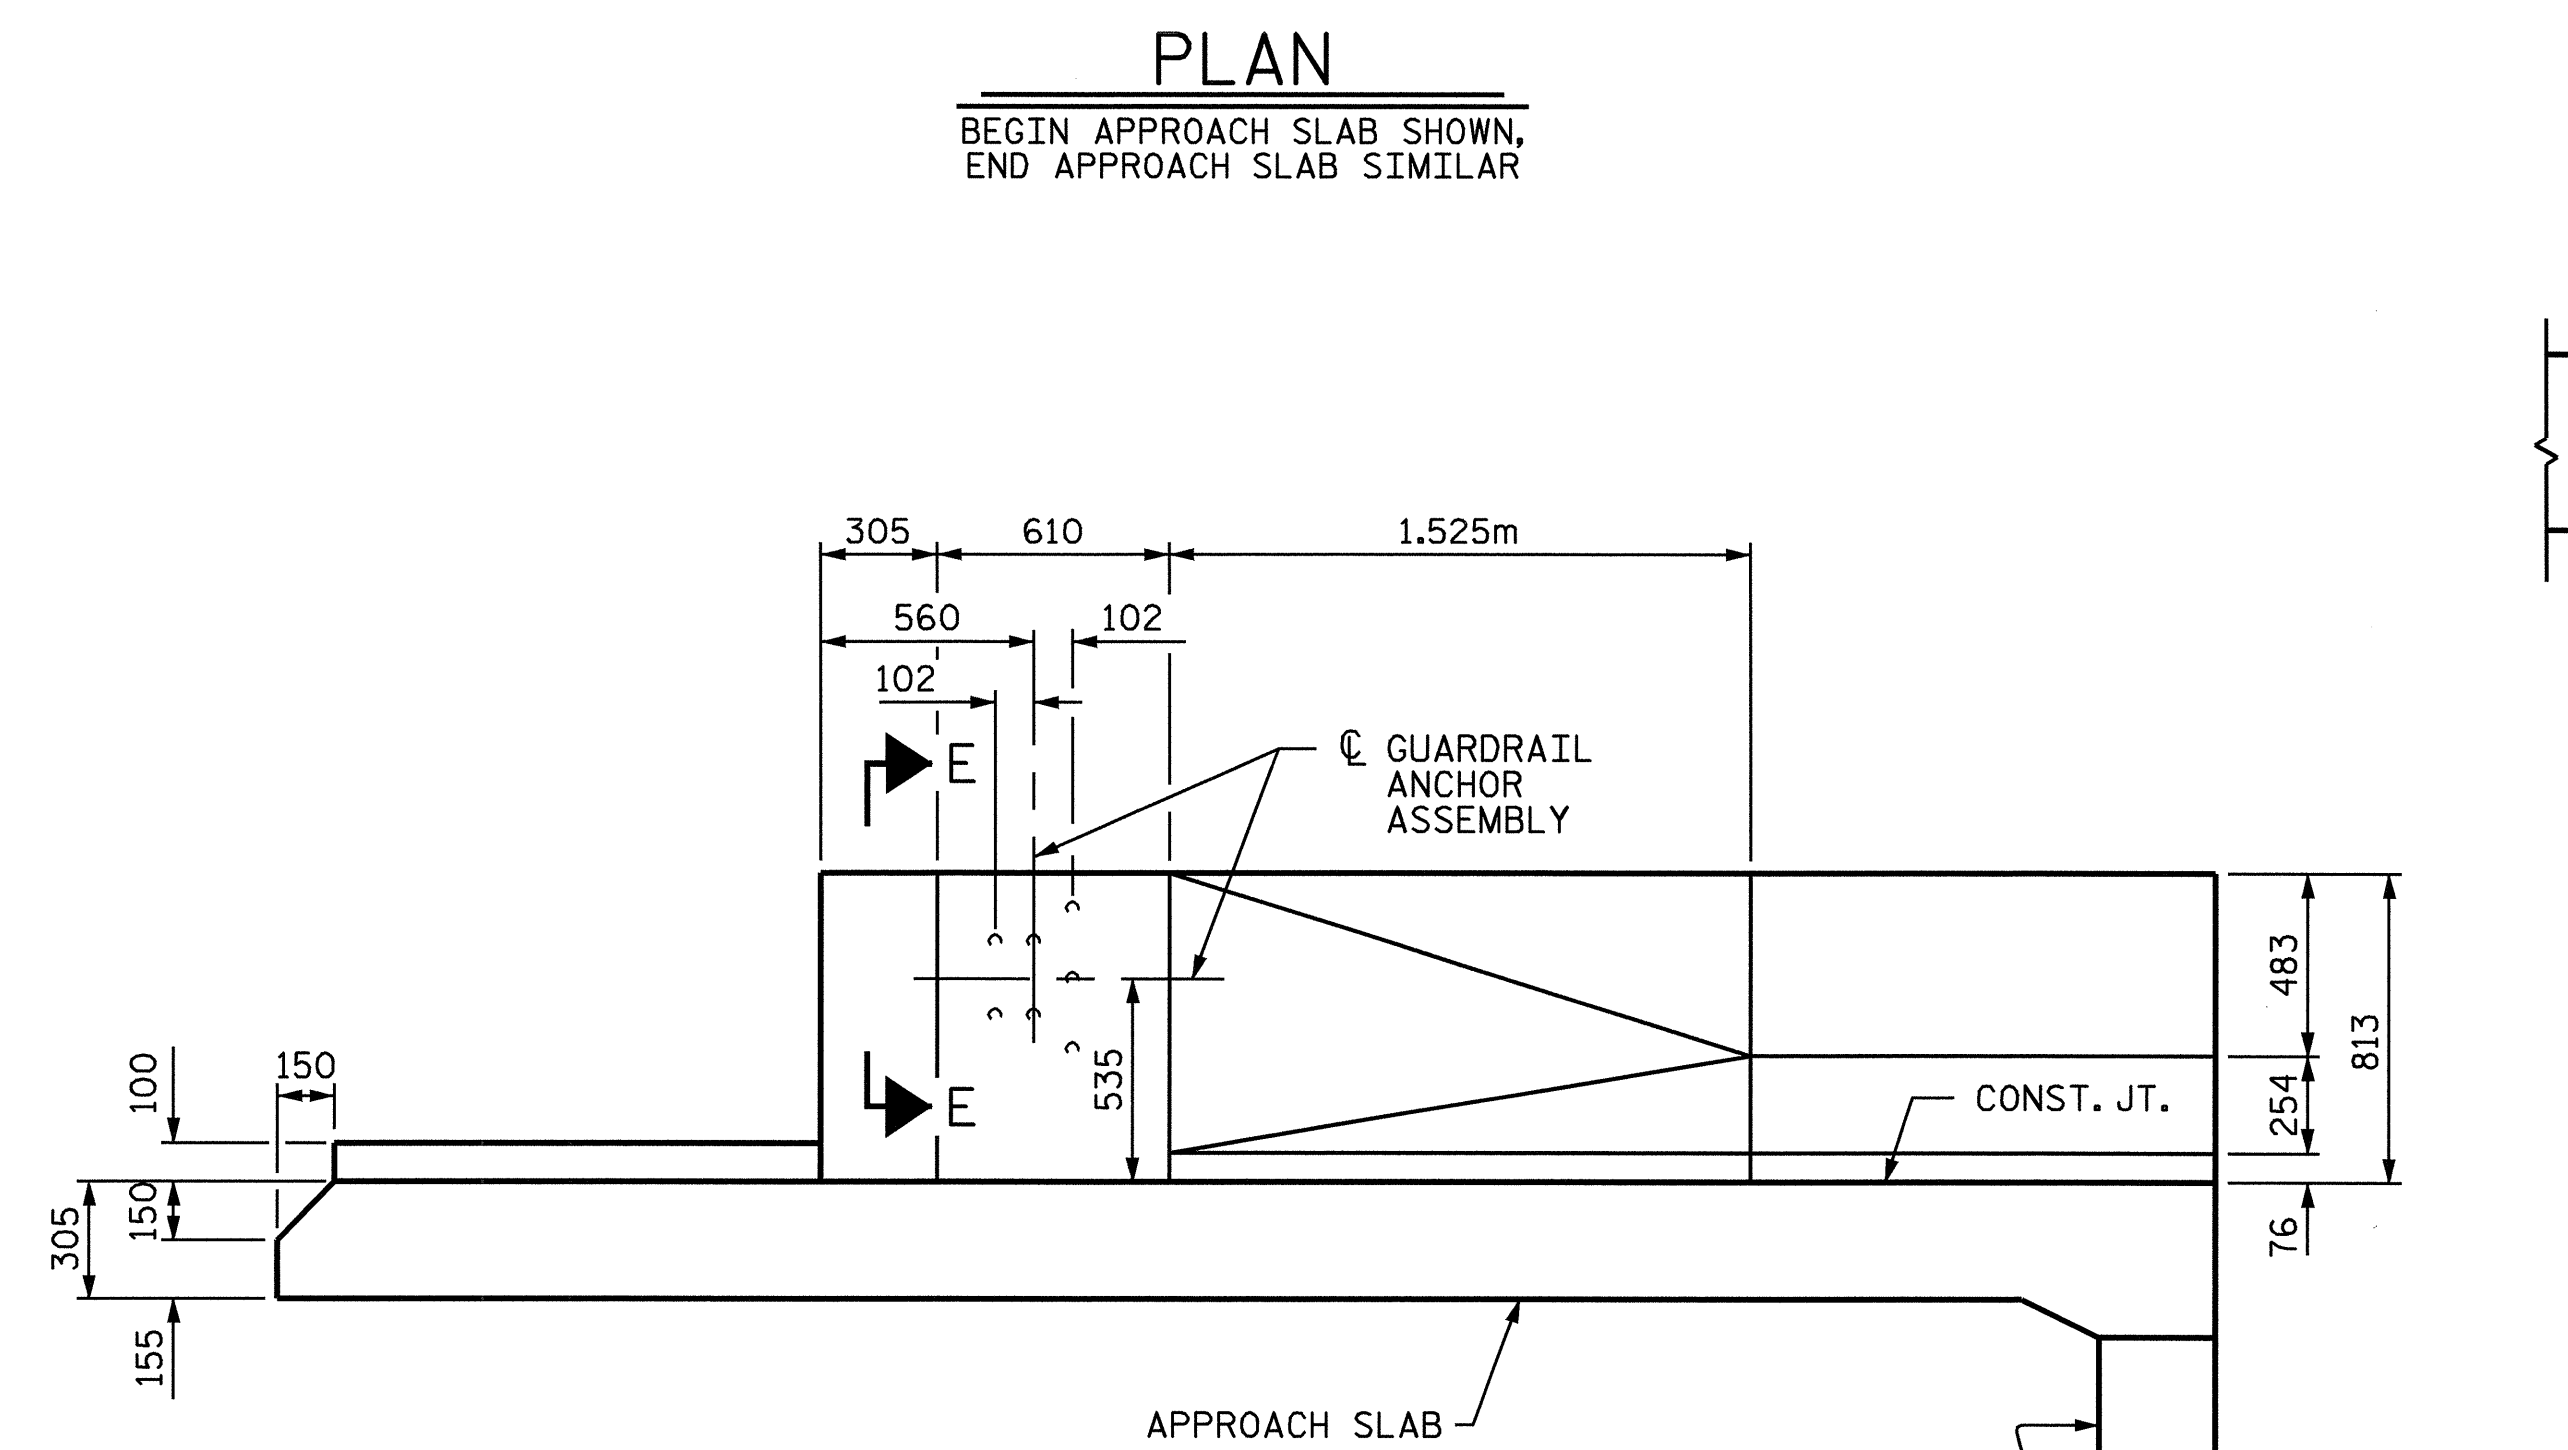 PLAN
BEGIN APPROACH SLAB SHOWN,
END APPROACH SLAB SIMILAR
305
610
1.525m
560
102
102
E
℄ GUARDRAIL
ANCHOR
ASSEMBLY
483
813
254
535
100
150
E
CONST. JT.
150
305
76
155
APPROACH SLAB